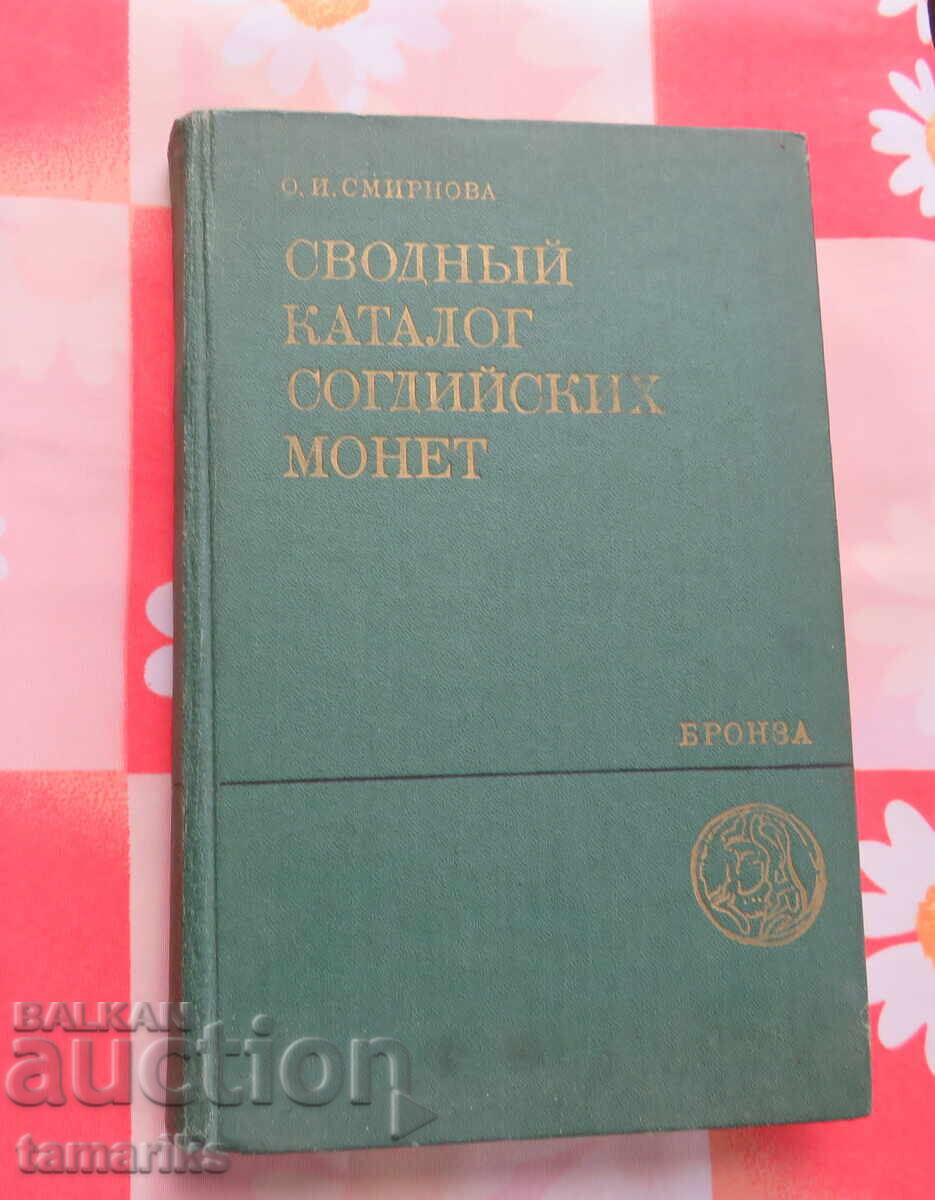 О. И. СМИРНОВА
СВОДНЫЙ
КАТАЛОГ
СОГДИЙСКИХ
МОНЕТ
БРОНЗА
BALKAN
auction
tamariks